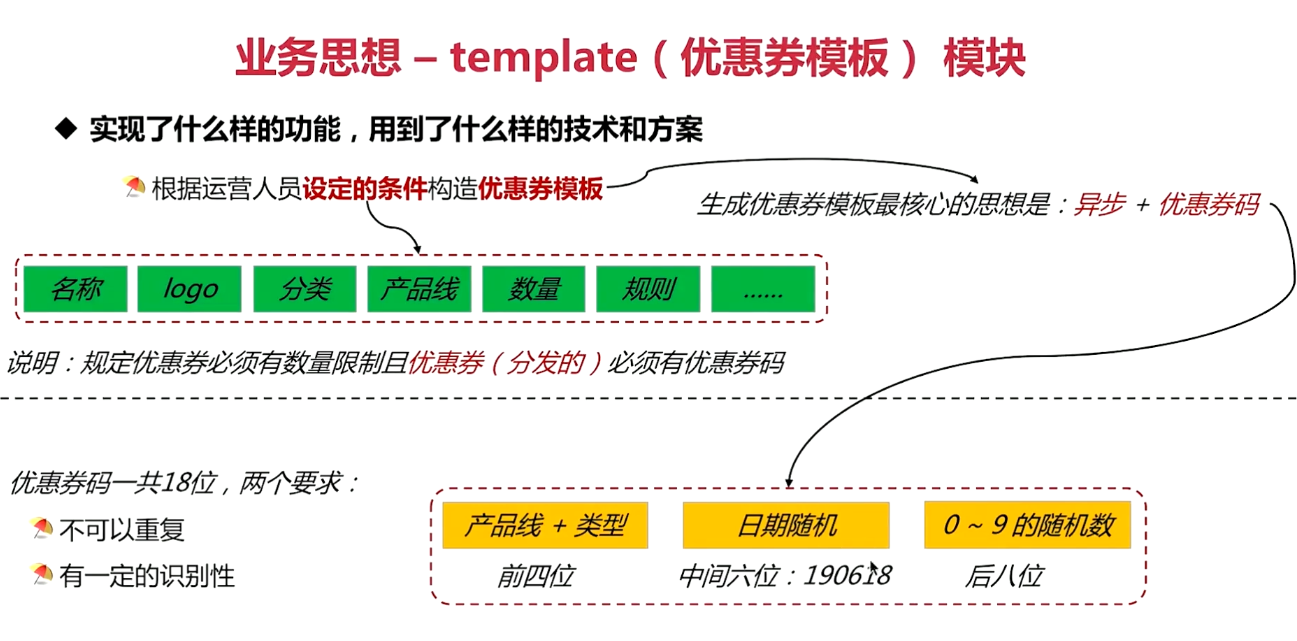 业务思想 – template（优惠券模板） 模块
实现了什么样的功能，用到了什么样的技术和方案
根据运营人员设定的条件构造优惠券模板
生成优惠券模板最核心的思想是：异步 + 优惠券码
名称 logo 分类 产品线 数量 规则 ......
说明：规定优惠券必须有数量限制且优惠券（分发的）必须有优惠券码
优惠券码一共18位，两个要求：
不可以重复
有一定的识别性
产品线 + 类型 日期随机 0 ~ 9 的随机数
前四位 中间六位：190618 后八位